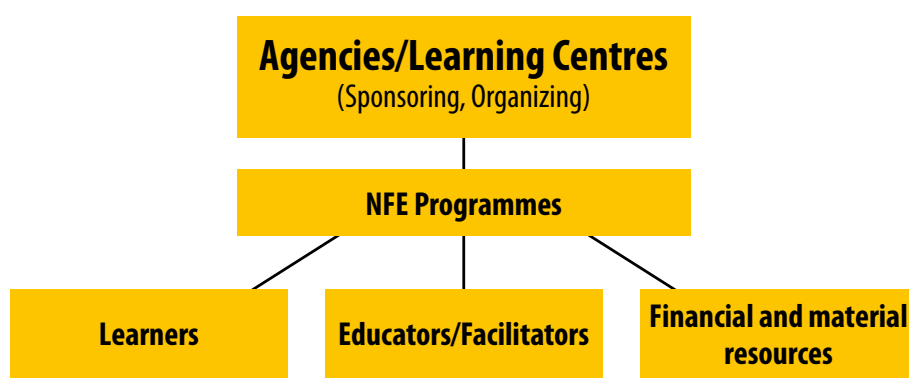 Agencies/Learning Centres
(Sponsoring, Organizing)
NFE Programmes
Learners
Educators/Facilitators
Financial and material
resources